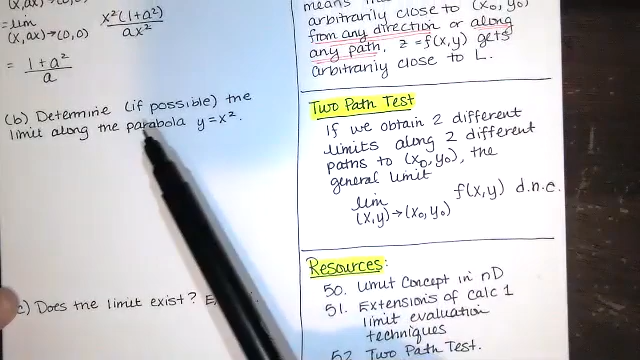 (x,ax)→(0,0)
= lim x²(1+a²)
(x,ax)→(0,0) ax²
= 1+a²
a
(b) Determine (if possible) the
limit along the parabola y=x².
c) Does the limit exist?
means
arbitrarily close to (x₀, y₀)
from any direction or along
any path, z=f(x,y) gets
arbitrarily close to L.
Two Path Test
If we obtain 2 different
limits along 2 different
paths to (x₀,y₀), the
general limit
lim f(x,y) d.n.e.
(x,y)→(x₀,y₀)
Resources:
50. Limit Concept in nD
51. Extensions of calc 1
limit evaluation
techniques
52 Two Path Test.